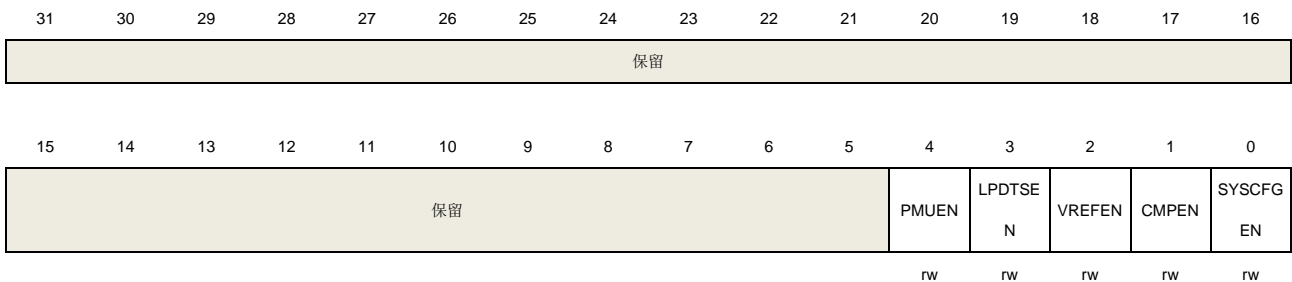 31 30 29 28 27 26 25 24 23 22 21 20 19 18 17 16
保留
15 14 13 12 11 10 9 8 7 6 5 4 3 2 1 0
保留 PMUEN LPDTSE VREFEN CMPEN SYSCFG
N EN
rw rw rw rw rw